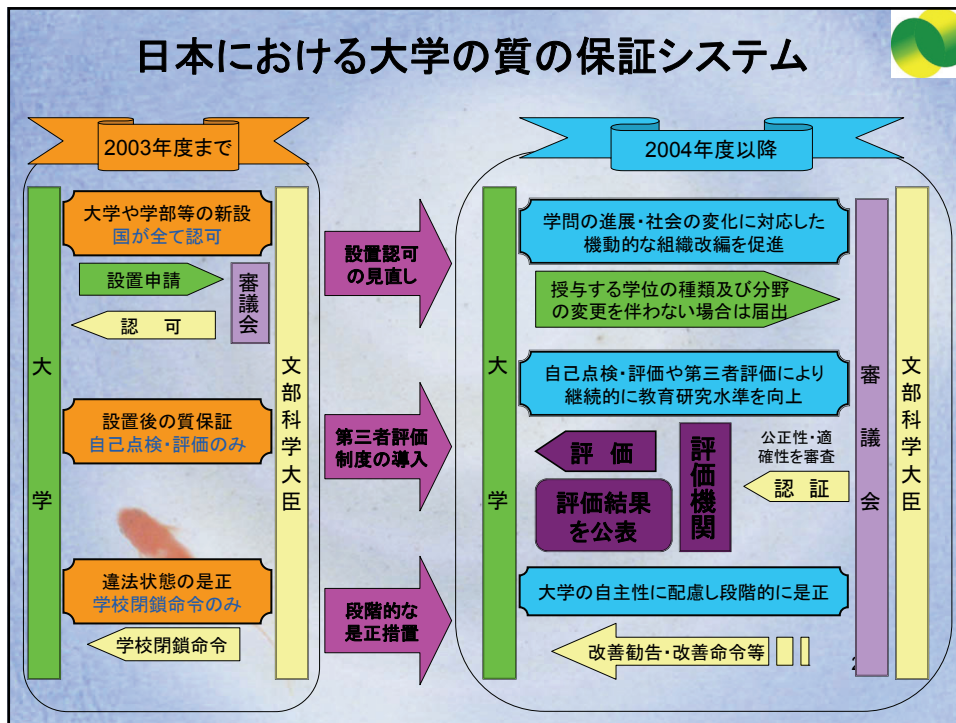 日本における大学の質の保証システム
2003年度まで
大学や学部等の新設
国が全て認可
設置申請
認　可
審議会
設置後の質保証
自己点検・評価のみ
違法状態の是正
学校閉鎖命令のみ
学校閉鎖命令
大学
文部科学大臣
設置認可
の見直し
第三者評価
制度の導入
段階的な
是正措置
2004年度以降
学問の進展・社会の変化に対応した
機動的な組織改編を促進
授与する学位の種類及び分野
の変更を伴わない場合は届出
自己点検・評価や第三者評価により
継続的に教育研究水準を向上
評　価
評価結果
を公表
評価機関
公正性・適
確性を審査
認　証
大学の自主性に配慮し段階的に是正
改善勧告・改善命令等
大学
審議会
文部科学大臣